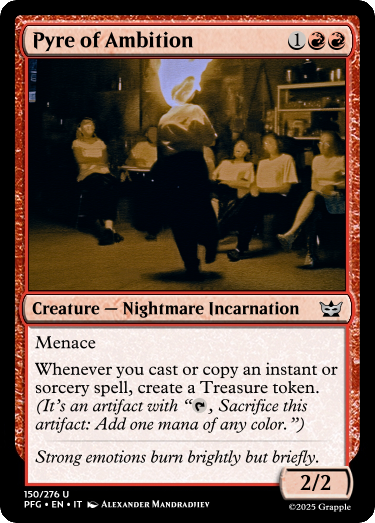 Pyre of Ambition 1
Creature — Nightmare Incarnation
Menace
Whenever you cast or copy an instant or
sorcery spell, create a Treasure token.
(It's an artifact with “, Sacrifice this
artifact: Add one mana of any color.”)
Strong emotions burn brightly but briefly.
2/2
150/276 U
PFG • EN • IT Alexander Mandradhev
©2025 Grapple